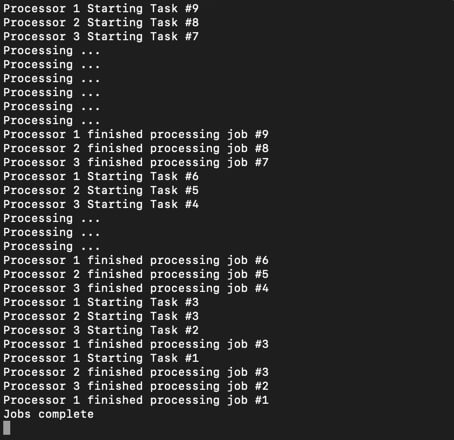 Processor 1 Starting Task #9
Processor 2 Starting Task #8
Processor 3 Starting Task #7
Processing ...
Processing ...
Processing ...
Processing ...
Processing ...
Processing ...
Processor 1 finished processing job #9
Processor 2 finished processing job #8
Processor 3 finished processing job #7
Processor 1 Starting Task #6
Processor 2 Starting Task #5
Processor 3 Starting Task #4
Processing ...
Processing ...
Processing ...
Processor 1 finished processing job #6
Processor 2 finished processing job #5
Processor 3 finished processing job #4
Processor 1 Starting Task #3
Processor 2 Starting Task #3
Processor 3 Starting Task #2
Processor 1 finished processing job #3
Processor 1 Starting Task #1
Processor 2 finished processing job #3
Processor 3 finished processing job #2
Processor 1 finished processing job #1
Jobs complete